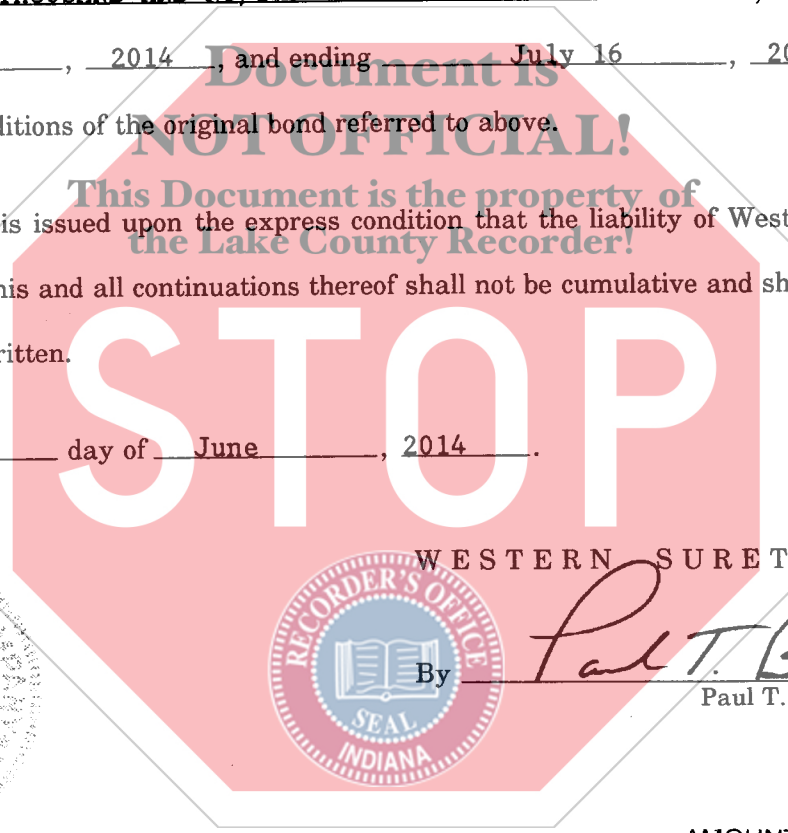 , 2014 , and ending July 16 , 20
Document is
ditions of the original bond referred to above.
NOT OFFICIAL!
This Document is the property of
is issued upon the express condition that the liability of West
the Lake County Recorder!
his and all continuations thereof shall not be cumulative and sh
ritten.
STOP
day of June , 2014 .
WESTERN SURET
RECORDER'S OFFICE
SEAL
INDIANA
By Paul T. B
Paul T.